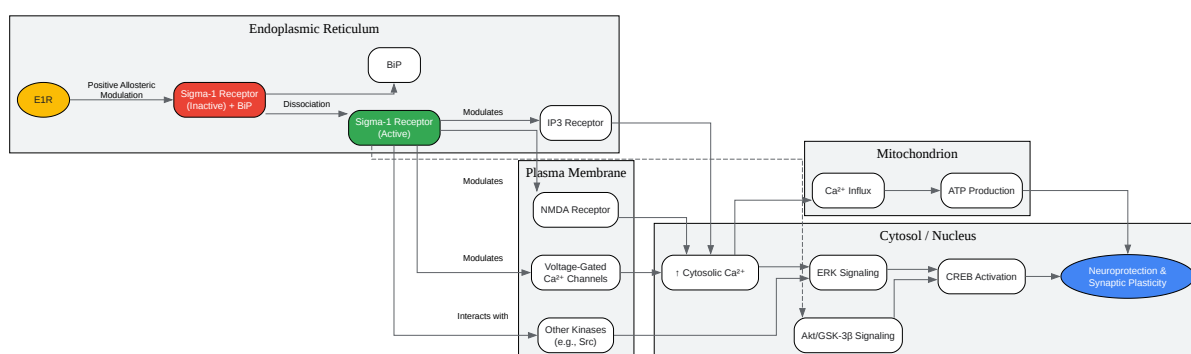 Endoplasmic Reticulum
BiP
Positive Allosteric
Modulation
E1R
Sigma-1 Receptor
(Inactive) + BiP
Dissociation
Sigma-1 Receptor
(Active)
Modulates
IP3 Receptor
Mitochondrion
Plasma Membrane
Modulates
Ca²⁺ Influx
ATP Production
NMDA Receptor
Cytosol / Nucleus
Modulates
Voltage-Gated
Ca²⁺ Channels
↑ Cytosolic Ca²⁺
ERK Signaling
CREB Activation
Neuroprotection &
Synaptic Plasticity
Interacts with
Other Kinases
(e.g., Src)
Akt/GSK-3β Signaling